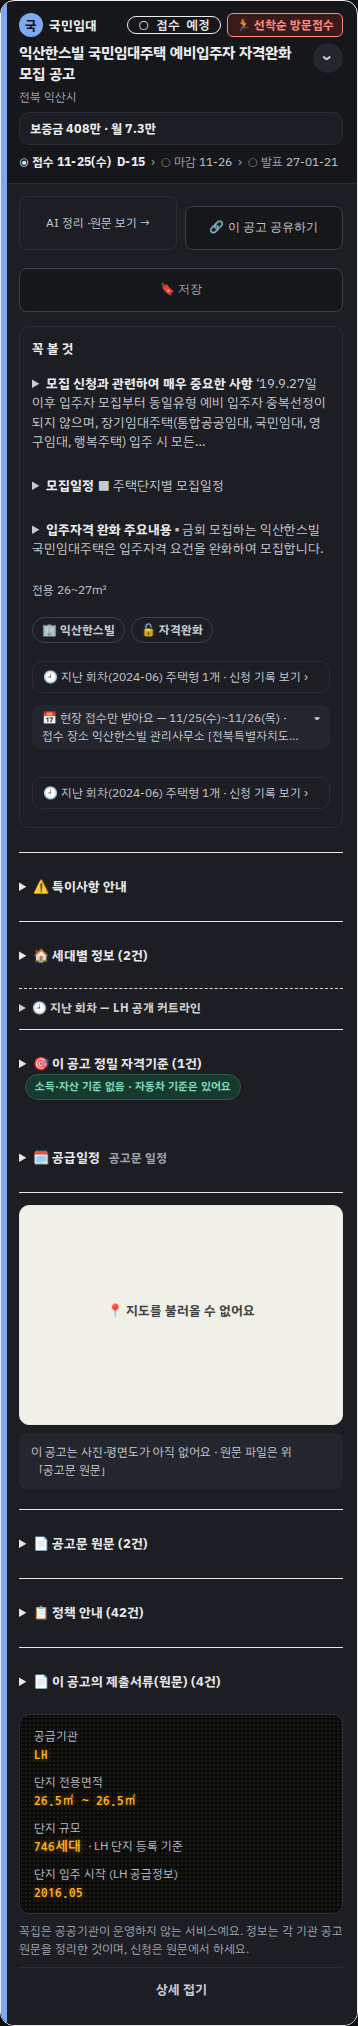 국 국민임대 ○ 접수 예정 🏃 선착순 방문접수
익산한스빌 국민임대주택 예비입주자 자격완화
모집 공고
전북 익산시
보증금 408만 · 월 7.3만
◉ 접수 11-25(수) D-15 › ○ 마감 11-26 › ○ 발표 27-01-21
AI 정리 ·원문 보기 →
🔗 이 공고 공유하기
🔖 저장
꼭 볼 것
▶ 모집 신청과 관련하여 매우 중요한 사항 '19.9.27일
이후 입주자 모집부터 동일유형 예비 입주자 중복선정이
되지 않으며, 장기임대주택(통합공공임대, 국민임대, 영
구임대, 행복주택) 입주 시 모든…
▶ 모집일정 ■ 주택단지별 모집일정
▶ 입주자격 완화 주요내용 ▪ 금회 모집하는 익산한스빌
국민임대주택은 입주자격 요건을 완화하여 모집합니다.
전용 26~27m²
🏢 익산한스빌 🔓 자격완화
🕘 지난 회차(2024-06) 주택형 1개 · 신청 기록 보기 ›
📅 현장 접수만 받아요 — 11/25(수)~11/26(목) ·
접수 장소 익산한스빌 관리사무소 [전북특별자치도…
🕘 지난 회차(2024-06) 주택형 1개 · 신청 기록 보기 ›
▶ ⚠️ 특이사항 안내
▶ 🏠 세대별 정보 (2건)
▶ 🕘 지난 회차 — LH 공개 커트라인
▶ 🎯 이 공고 정밀 자격기준 (1건)
소득·자산 기준 없음 · 자동차 기준은 있어요
▶ 🗓️ 공급일정 공고문 일정
📍 지도를 불러올 수 없어요
이 공고는 사진·평면도가 아직 없어요 · 원문 파일은 위
「공고문 원문」
▶ 📄 공고문 원문 (2건)
▶ 📋 정책 안내 (42건)
▶ 📄 이 공고의 제출서류(원문) (4건)
공급기관
LH
단지 전용면적
26.5㎡ ~ 26.5㎡
단지 규모
746세대 · LH 단지 등록 기준
단지 입주 시작 (LH 공급정보)
2016.05
꼭집은 공공기관이 운영하지 않는 서비스예요. 정보는 각 기관 공고
원문을 정리한 것이며, 신청은 원문에서 하세요.
상세 접기